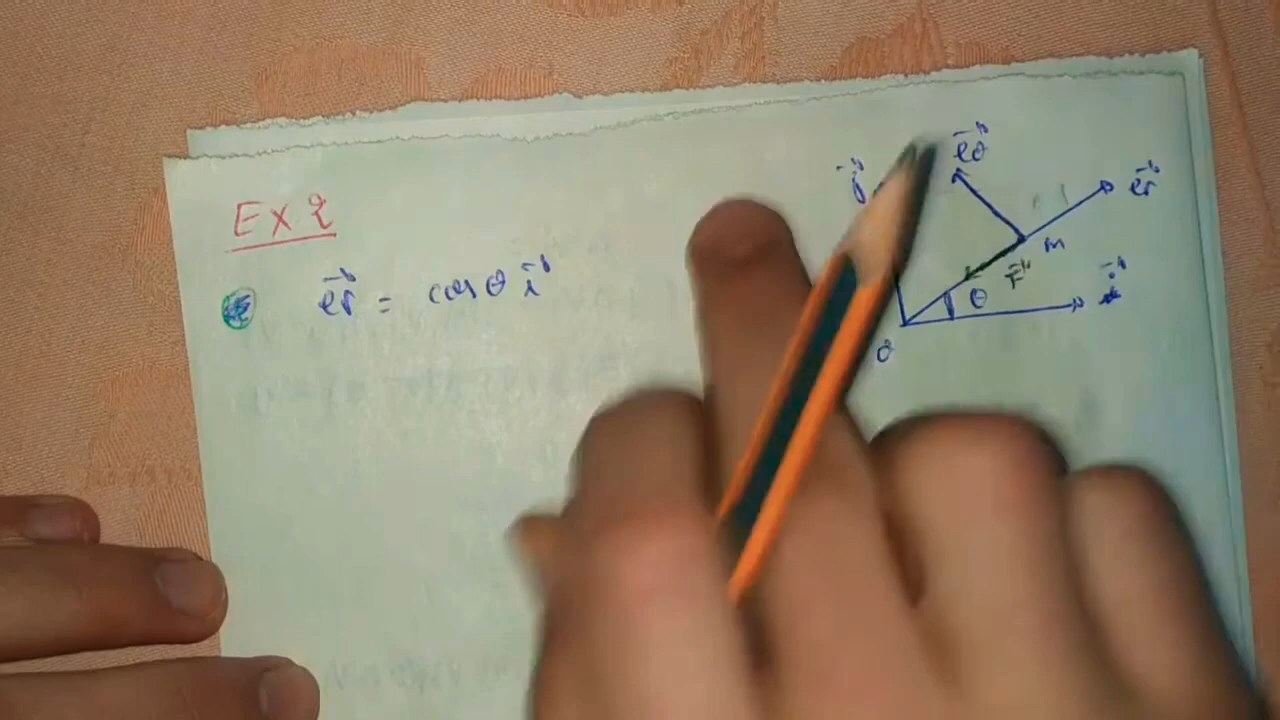 Ex 2
e⃗r = cos θ i⃗
j⃗
e⃗θ
e⃗r
m
r⃗
θ
i⃗
O